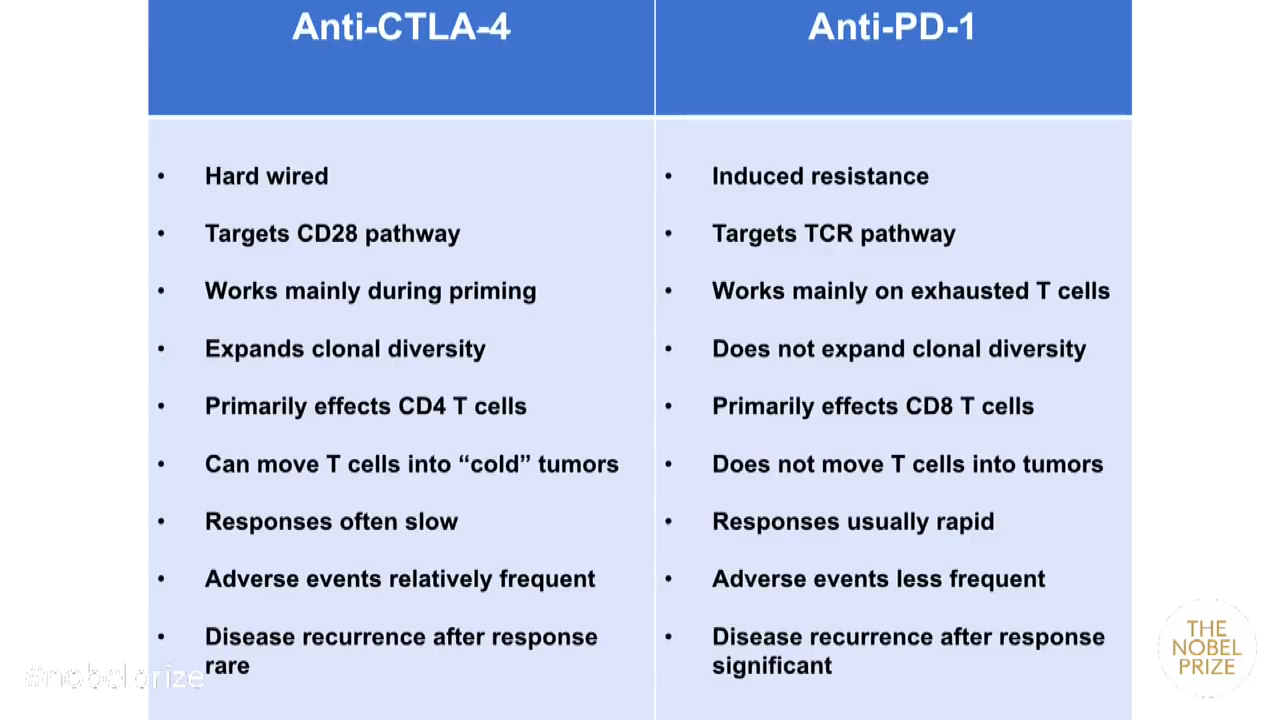 Anti-CTLA-4
Anti-PD-1
• Hard wired
• Targets CD28 pathway
• Works mainly during priming
• Expands clonal diversity
• Primarily effects CD4 T cells
• Can move T cells into “cold” tumors
• Responses often slow
• Adverse events relatively frequent
• Disease recurrence after response
rare
• Induced resistance
• Targets TCR pathway
• Works mainly on exhausted T cells
• Does not expand clonal diversity
• Primarily effects CD8 T cells
• Does not move T cells into tumors
• Responses usually rapid
• Adverse events less frequent
• Disease recurrence after response
significant
#nobelprize
THE
NOBEL
PRIZE